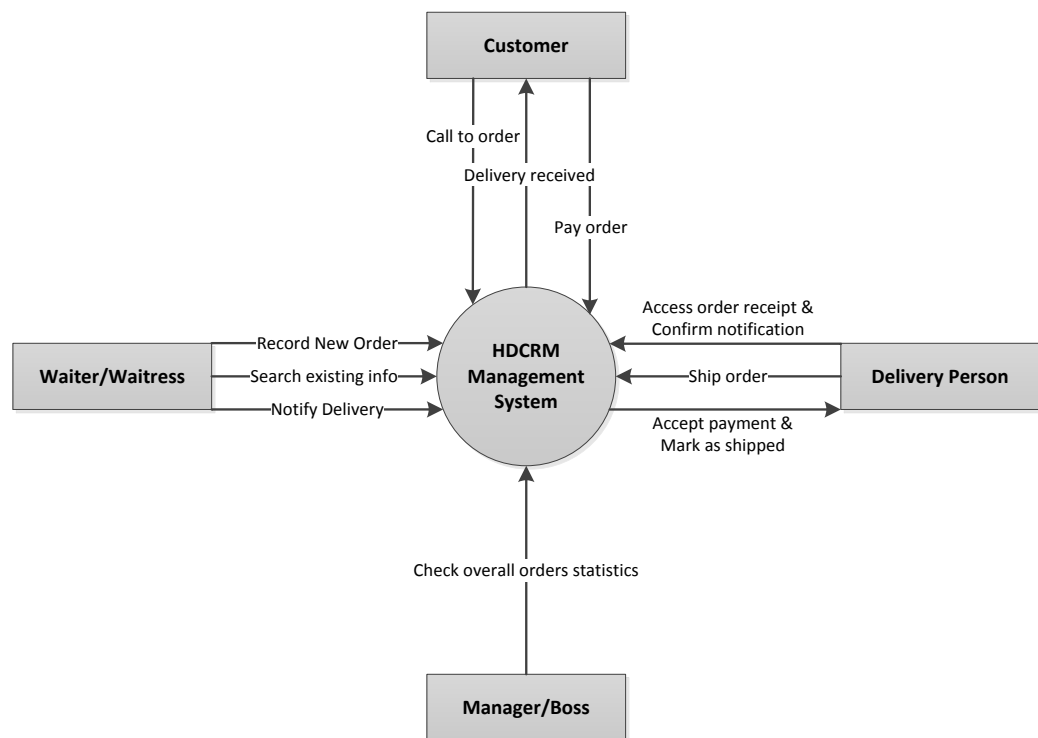 Customer
Call to order
Delivery received
Pay order
Access order receipt &
Confirm notification
Record New Order
HDCRM
Management
System
Waiter/Waitress
Search existing info
Ship order
Delivery Person
Notify Delivery
Accept payment &
Mark as shipped
Check overall orders statistics
Manager/Boss